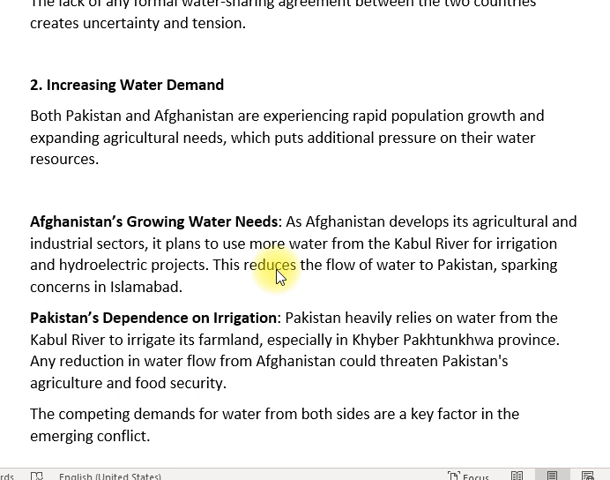 The lack of any formal water-sharing agreement between the two countries
creates uncertainty and tension.
2. Increasing Water Demand
Both Pakistan and Afghanistan are experiencing rapid population growth and
expanding agricultural needs, which puts additional pressure on their water
resources.
Afghanistan’s Growing Water Needs: As Afghanistan develops its agricultural and
industrial sectors, it plans to use more water from the Kabul River for irrigation
and hydroelectric projects. This reduces the flow of water to Pakistan, sparking
concerns in Islamabad.
Pakistan’s Dependence on Irrigation: Pakistan heavily relies on water from the
Kabul River to irrigate its farmland, especially in Khyber Pakhtunkhwa province.
Any reduction in water flow from Afghanistan could threaten Pakistan's
agriculture and food security.
The competing demands for water from both sides are a key factor in the
emerging conflict.
rds English (United States) Focus